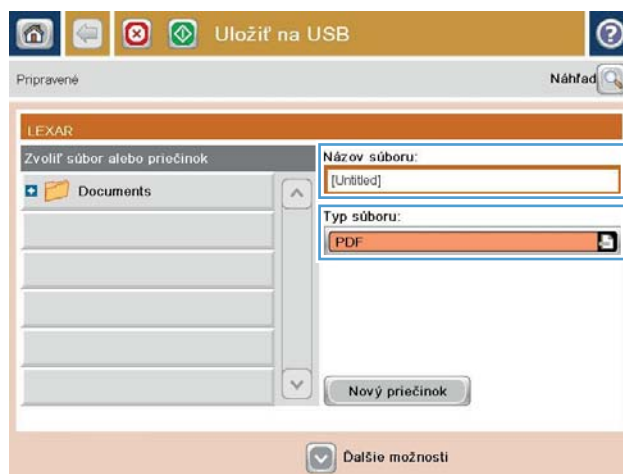 Uložiť na USB
Pripravené
Náhľad
LEXAR
Zvoliť súbor alebo priečinok
Documents
Názov súboru:
[Untitled]
Typ súboru:
PDF
Nový priečinok
Ďalšie možnosti